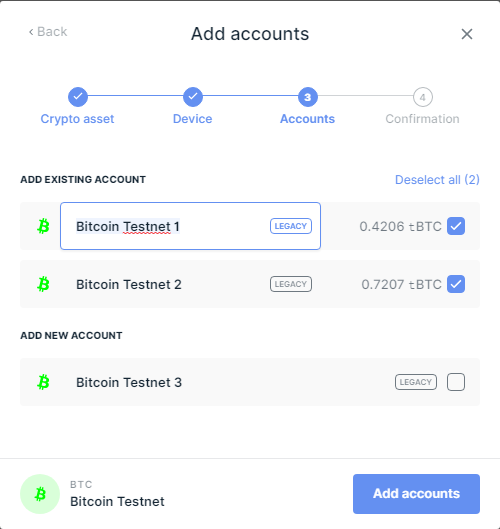 Back
Add accounts
3
4
Crypto asset
Device
Accounts
Confirmation
ADD EXISTING ACCOUNT
Deselect all (2)
Bitcoin Testnet 1 LEGACY 0.4206 tBTC
Bitcoin Testnet 2 LEGACY 0.7207 tBTC
ADD NEW ACCOUNT
Bitcoin Testnet 3 LEGACY
BTC
Bitcoin Testnet
Add accounts